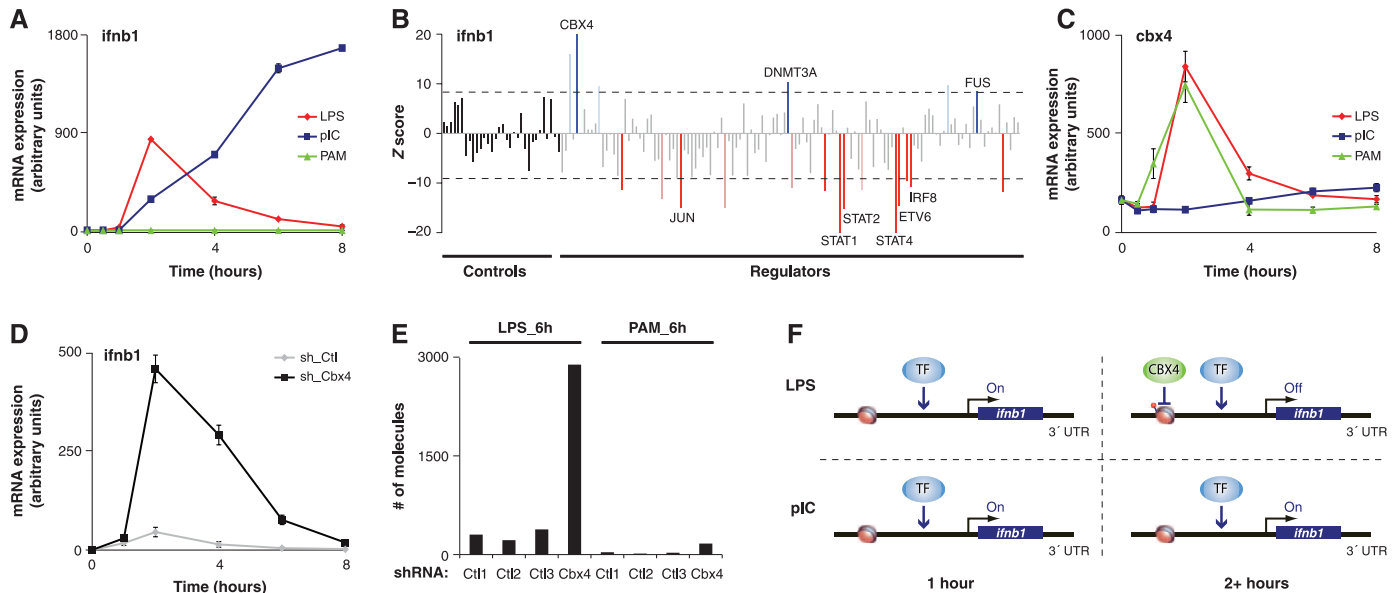 A
ifnb1
mRNA expression
(arbitrary units)
1800
900
0
LPS
pIC
PAM
0
4
8
Time (hours)
B
ifnb1
Z score
20
10
0
−10
−20
CBX4
DNMT3A
FUS
JUN
STAT1
STAT2
STAT4
ETV6
IRF8
Controls
Regulators
C
cbx4
mRNA expression
(arbitrary units)
1000
500
0
LPS
pIC
PAM
0
4
8
Time (hours)
D
ifnb1
mRNA expression
(arbitrary units)
500
250
0
sh_Ctl
sh_Cbx4
0
2
4
6
8
Time (hours)
E
LPS_6h
PAM_6h
# of molecules
3000
1500
0
shRNA: Ctl1 Ctl2 Ctl3 Cbx4 Ctl1 Ctl2 Ctl3 Cbx4
F
LPS
TF
On
ifnb1
3´ UTR
CBX4
TF
Off
ifnb1
3´ UTR
pIC
TF
On
ifnb1
3´ UTR
TF
On
ifnb1
3´ UTR
1 hour
2+ hours